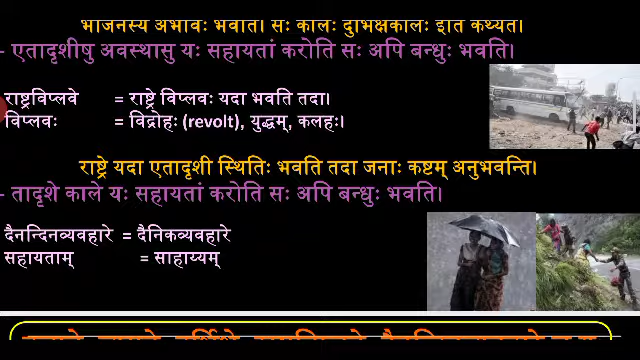 भोजनस्य अभावः भवति। सः कालः दुर्भिक्षकालः इति कथ्यते।
- एतादृशीषु अवस्थासु यः सहायतां करोति सः अपि बन्धुः भवति।
राष्ट्रविप्लवे = राष्ट्रे विप्लवः यदा भवति तदा।
विप्लवः = विद्रोहः (revolt), युद्धम्, कलहः।
राष्ट्रे यदा एतादृशी स्थितिः भवति तदा जनाः कष्टम् अनुभवन्ति।
- तादृशे काले यः सहायतां करोति सः अपि बन्धुः भवति।
दैनन्दिनव्यवहारे = दैनिकव्यवहारे
सहायताम् = साहाय्यम्